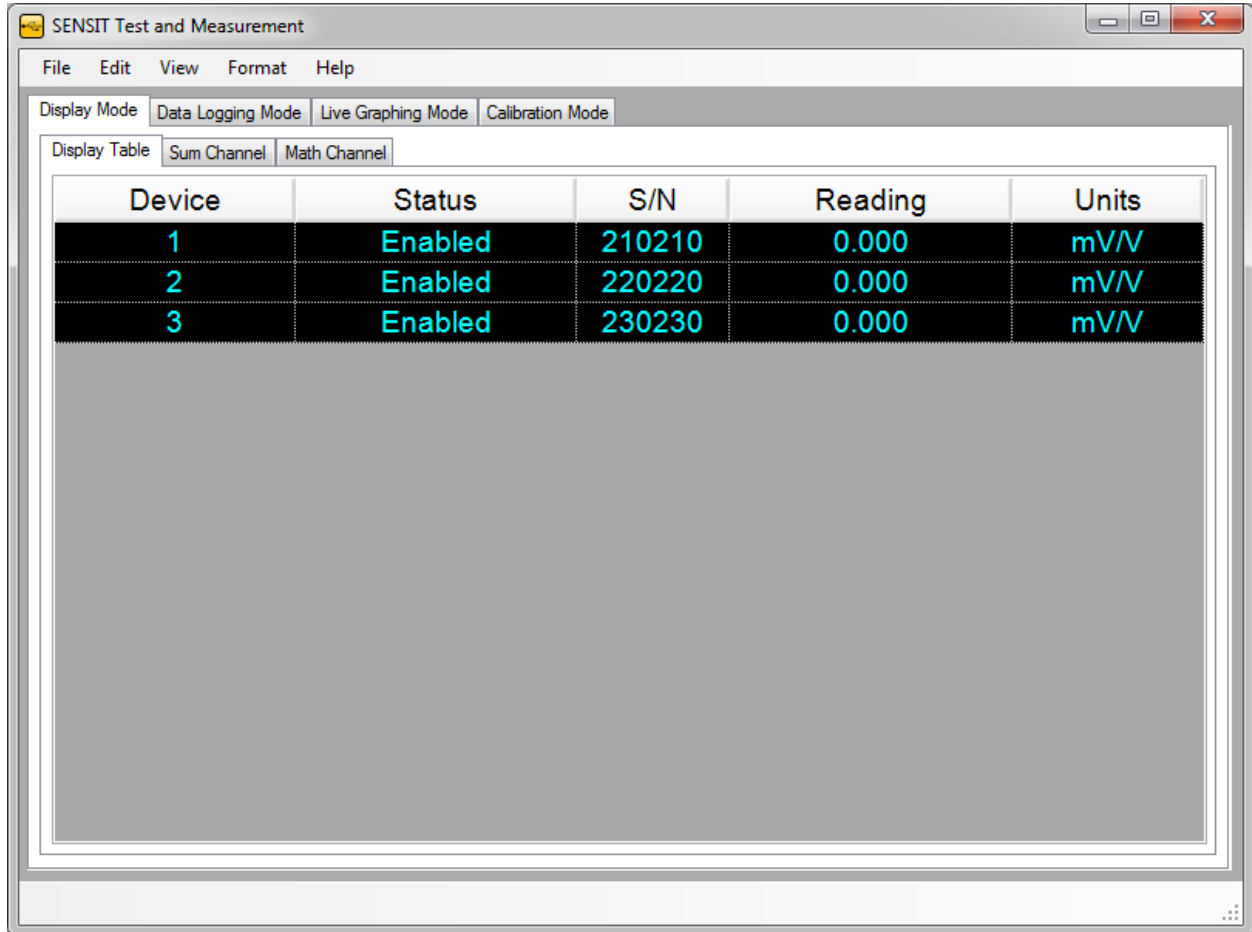 SENSIT Test and Measurement
File Edit View Format Help
Display Mode Data Logging Mode Live Graphing Mode Calibration Mode
Display Table Sum Channel Math Channel
Device Status S/N Reading Units
1 Enabled 210210 0.000 mV/V
2 Enabled 220220 0.000 mV/V
3 Enabled 230230 0.000 mV/V